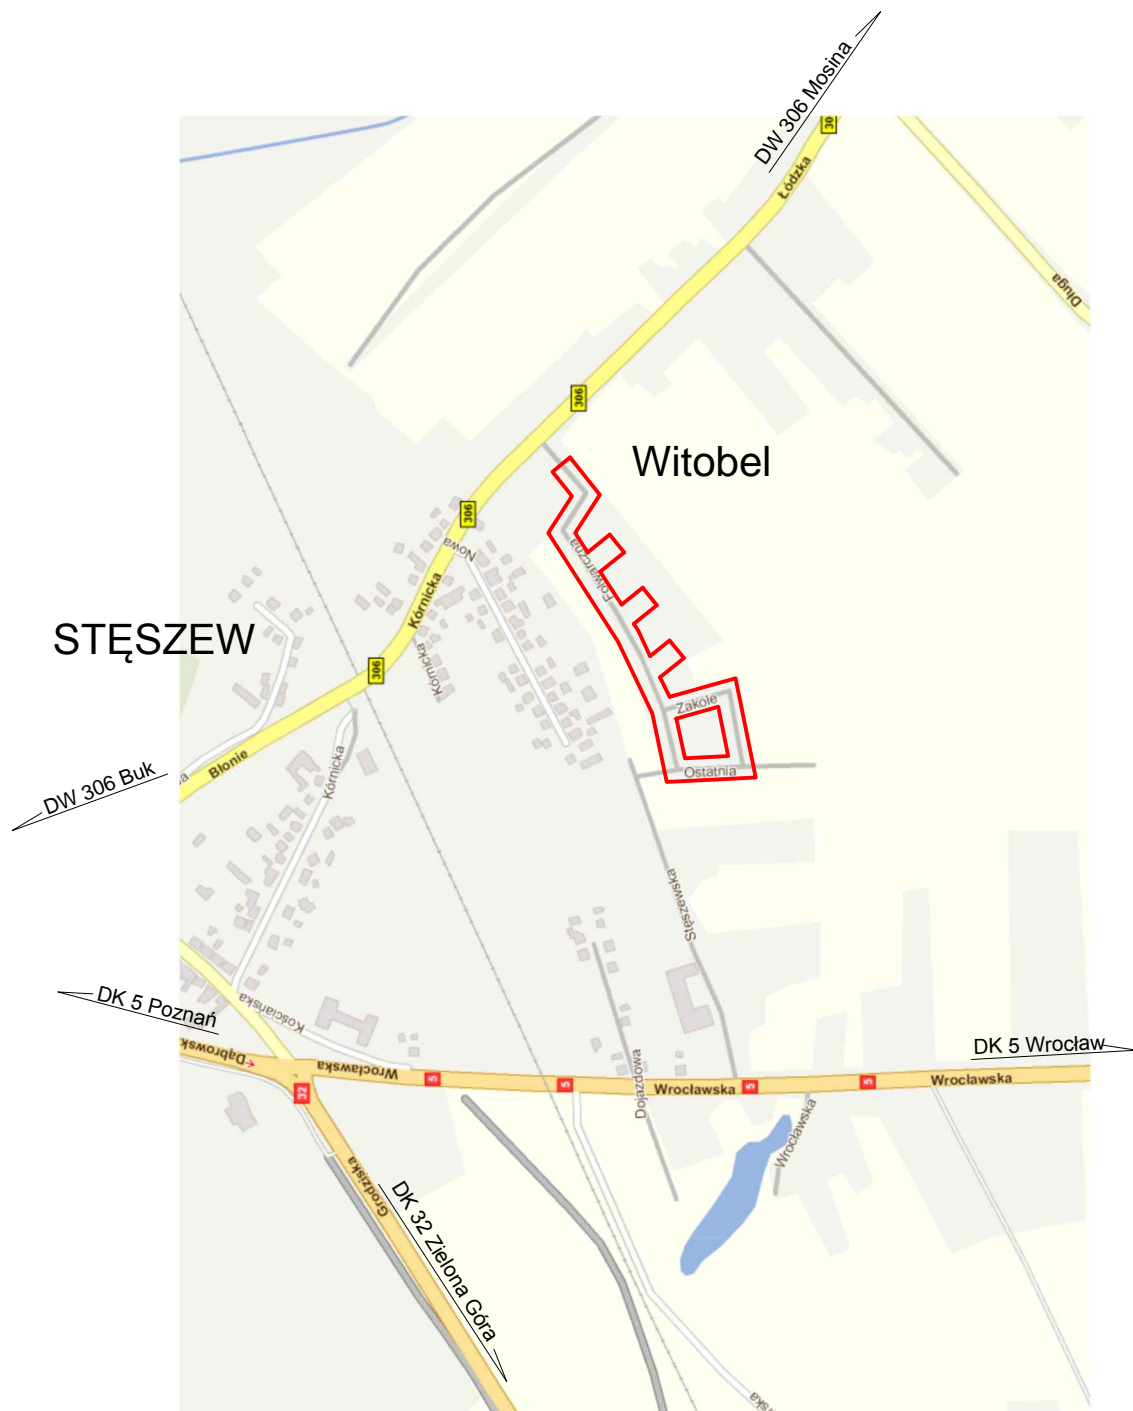 DW 306 Mosina
30
Łódzka
Długa
306
Witobel
306
Nowa
Folwarczna
Kórnicka
STĘSZEW
Kórnicka
306
Zakole
Ostatnia
Błonie
Kórnicka
DW 306 Buk
Stęszewska
DK 5 Poznań
Kościańska
DK 5 Wrocław
Dąbrowsk
Wrocławska
5
5
Wrocławska
5
5
Wrocławska
32
Dojazdowa
Wrocławska
Grodziska
DK 32 Zielona Góra